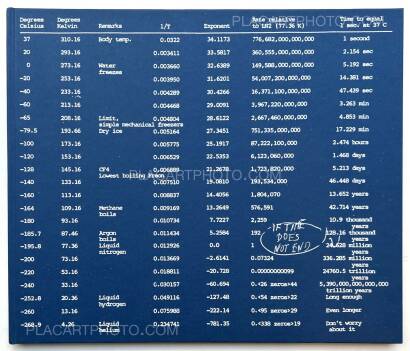 Degrees Celsius Degrees Kelvin Remarks 1/T Exponent Rate relative to LN2 (77.36 K) Time to equal 1 sec. at 37 C
37 310.16 Body temp. 0.0322 34.1173 776,682,000,000,000 1 second
20 293.16 0.003411 33.5817 360,555,000,000,000 2.154 sec
0 273.16 Water freezes 0.003660 32.6389 149,588,000,000,000 5.192 sec
-20 253.16 0.003950 31.6201 54,007,200,000,000 14.381 sec
-40 233.16 0.004289 30.4266 16,371,100,000,000 47.439 sec
-60 213.16 0.004468 29.0091 3,967,220,000,000 3.263 min
-65 208.16 Limit, simple mechanical freezers 0.004804 28.6122 2,667,460,000,000 4.853 min
-79.5 193.66 Dry ice 0.005164 27.3451 751,335,000,000 17.229 min
-100 173.16 0.005775 25.1917 87,222,100,000 2.474 hours
-120 153.16 0.006529 22.5353 6,123,060,000 1.468 days
-128 145.16 CF4 Lowest boiling Freon 0.006889 21.2678 1,723,820,000 5.213 days
-140 133.16 0.007510 19.0810 193,534,000 46.448 days
-160 113.16 0.008837 14.4056 1,804,070 13.652 years
-164 109.16 Methane boils 0.009169 13.2649 576,591 42.714 years
-180 93.16 0.010734 7.7227 2,259 10.9 thousand years
-185.7 87.46 Argon boils 0.011434 5.2584 192 128.16 thousand years
-195.8 77.36 Liquid nitrogen 0.012926 0.0 24.628 million years
-200 73.16 0.013669 -2.6141 0.07324 336.285 million years
-220 53.16 0.018811 -20.728 0.00000000099 24760.5 trillion years
-240 33.16 0.030157 -60.694 0.426 zeros>44 5,390,000,000,000,000 trillion years
-252.8 20.36 Liquid hydrogen 0.049116 -127.48 0.454 zeros>22 Long enough
-260 13.16 0.075988 -222.14 0.495 zeros>29 Even longer
-268.9 4.26 Liquid helium 0.234741 -781.35 0.<338 zeros>19 Don't worry about it
IF TIME
DOES
NOT END
PLACARTPHOTO.COM